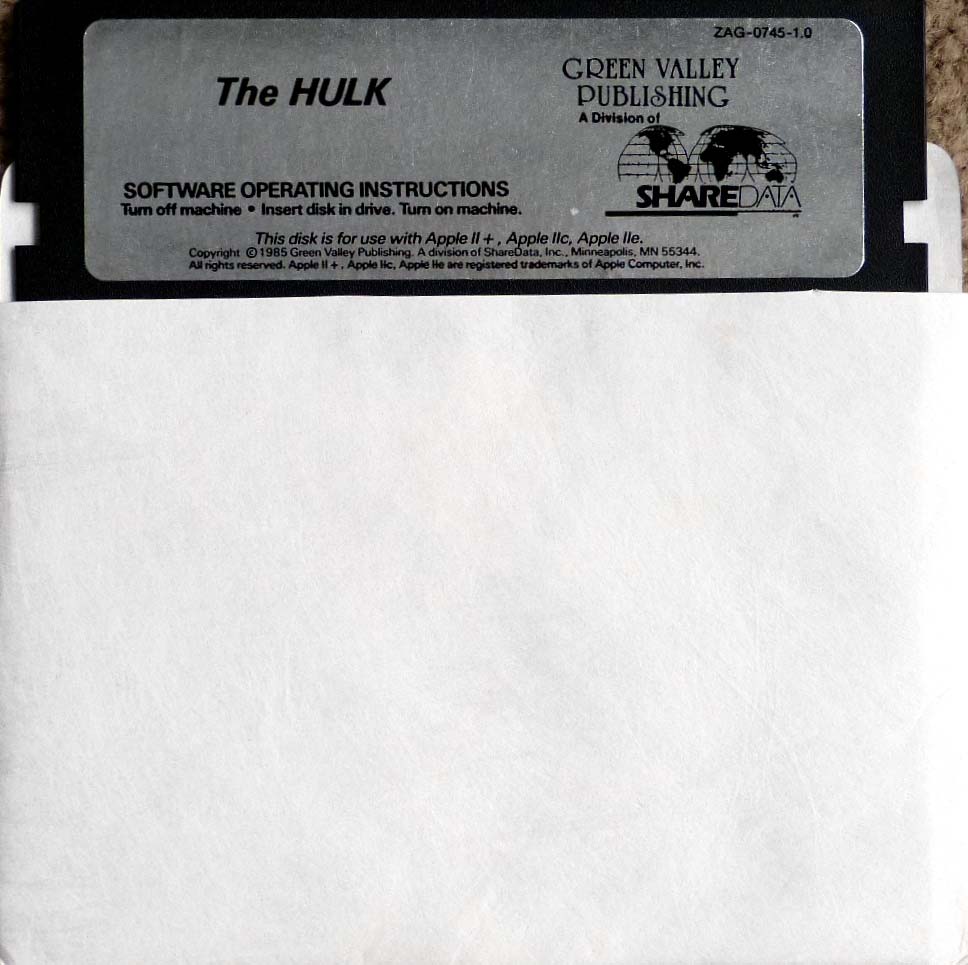 ZAG-0745-1.0
The HULK
GREEN VALLEY
PUBLISHING
A Division of
SHAREDATA
SOFTWARE OPERATING INSTRUCTIONS
Turn off machine • Insert disk in drive. Turn on machine.
This disk is for use with Apple II + , Apple IIc, Apple IIe.
Copyright © 1985 Green Valley Publishing. A division of ShareData, Inc., Minneapolis, MN 55344.
All rights reserved. Apple II + , Apple IIc, Apple IIe are registered trademarks of Apple Computer, Inc.